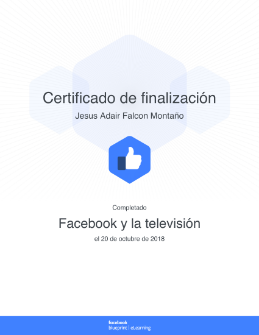 Certificado de finalización
Jesus Adair Falcon Montaño
Completado
Facebook y la televisión
el 20 de octubre de 2018
facebook
blueprint | eLearning